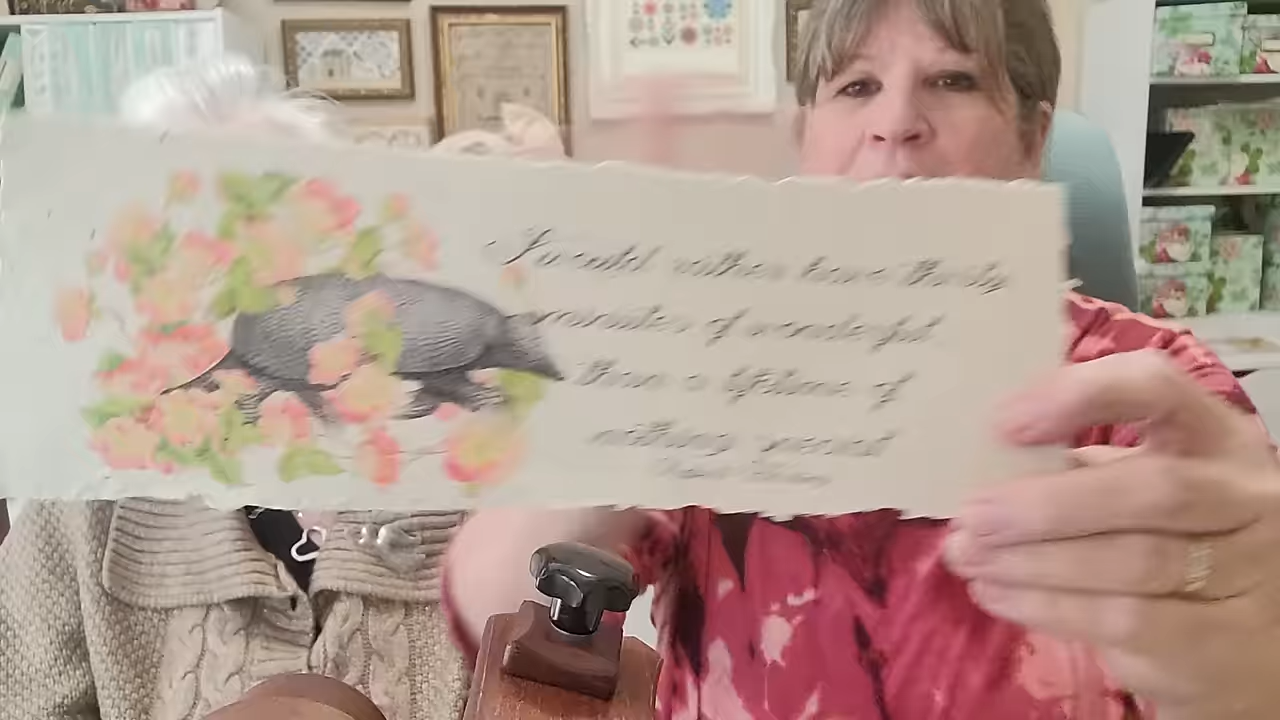 I would rather have thirty
minutes of wonderful
than a lifetime of
nothing special